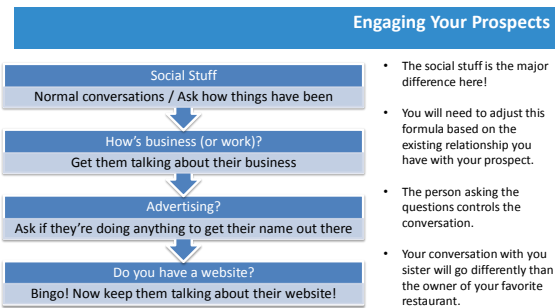 Engaging Your Prospects
Social Stuff
Normal conversations / Ask how things have been
How's business (or work)?
Get them talking about their business
Advertising?
Ask if they're doing anything to get their name out there
Do you have a website?
Bingo! Now keep them talking about their website!
• The social stuff is the major
difference here!
• You will need to adjust this
formula based on the
existing relationship you
have with your prospect.
• The person asking the
questions controls the
conversation.
• Your conversation with you
sister will go differently than
the owner of your favorite
restaurant.